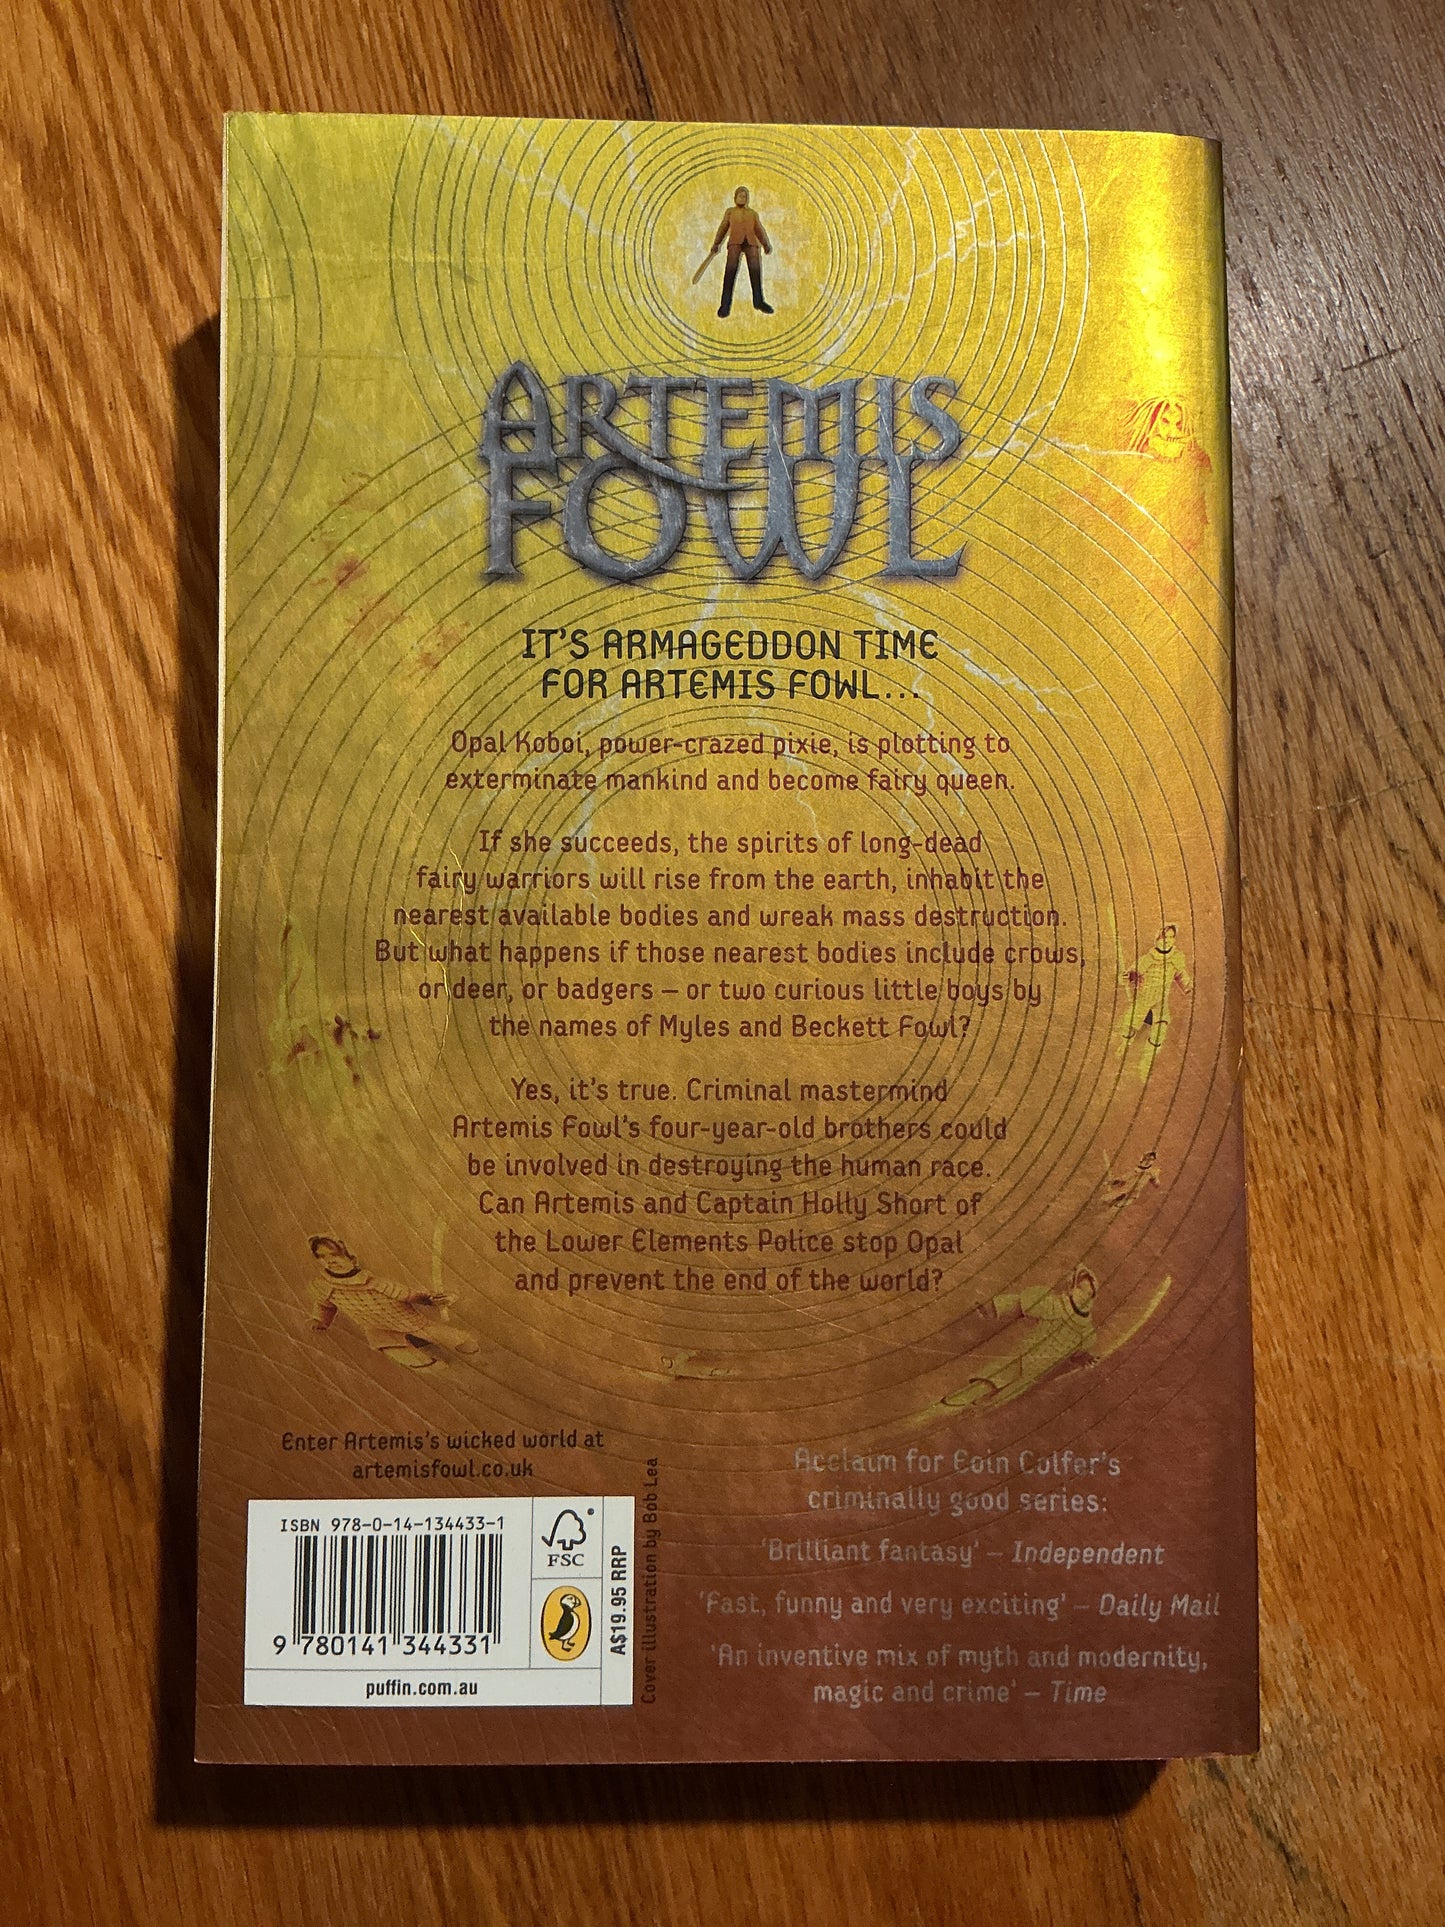 ARTEMIS
FOWL
IT'S ARMAGEDDON TIME
FOR ARTEMIS FOWL...
Opal Koboi, power-crazed pixie, is plotting to
exterminate mankind and become fairy queen.
If she succeeds, the spirits of long-dead
fairy warriors will rise from the earth, inhabit the
nearest available bodies and wreak mass destruction.
But what happens if those nearest bodies include crows,
or deer, or badgers – or two curious little boys by
the names of Myles and Beckett Fowl?
Yes, it's true. Criminal mastermind
Artemis Fowl's four-year-old brothers could
be involved in destroying the human race.
Can Artemis and Captain Holly Short of
the Lower Elements Police stop Opal
and prevent the end of the world?
Enter Artemis's wicked world at
artemisfowl.co.uk
ISBN 978-0-14-134433-1
9 780141 344331
FSC
®
A$19.95 RRP
puffin.com.au
Cover illustration by Bob Lea
Acclaim for Eoin Colfer's
criminally good series:
'Brilliant fantasy' – Independent
'Fast, funny and very exciting' – Daily Mail
'An inventive mix of myth and modernity,
magic and crime' – Time